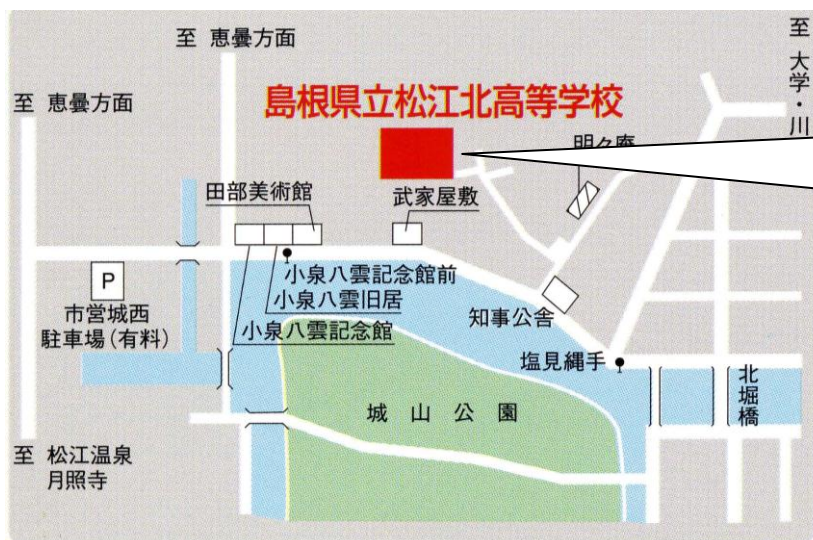 至 恵曇方面
至 恵曇方面
至 大学・川
島根県立松江北高等学校
田部美術館
武家屋敷
P
市営城西
駐車場(有料)
小泉八雲記念館前
小泉八雲旧居
小泉八雲記念館
知事公舎
塩見縄手
北堀橋
城山公園
至 松江温泉
月照寺